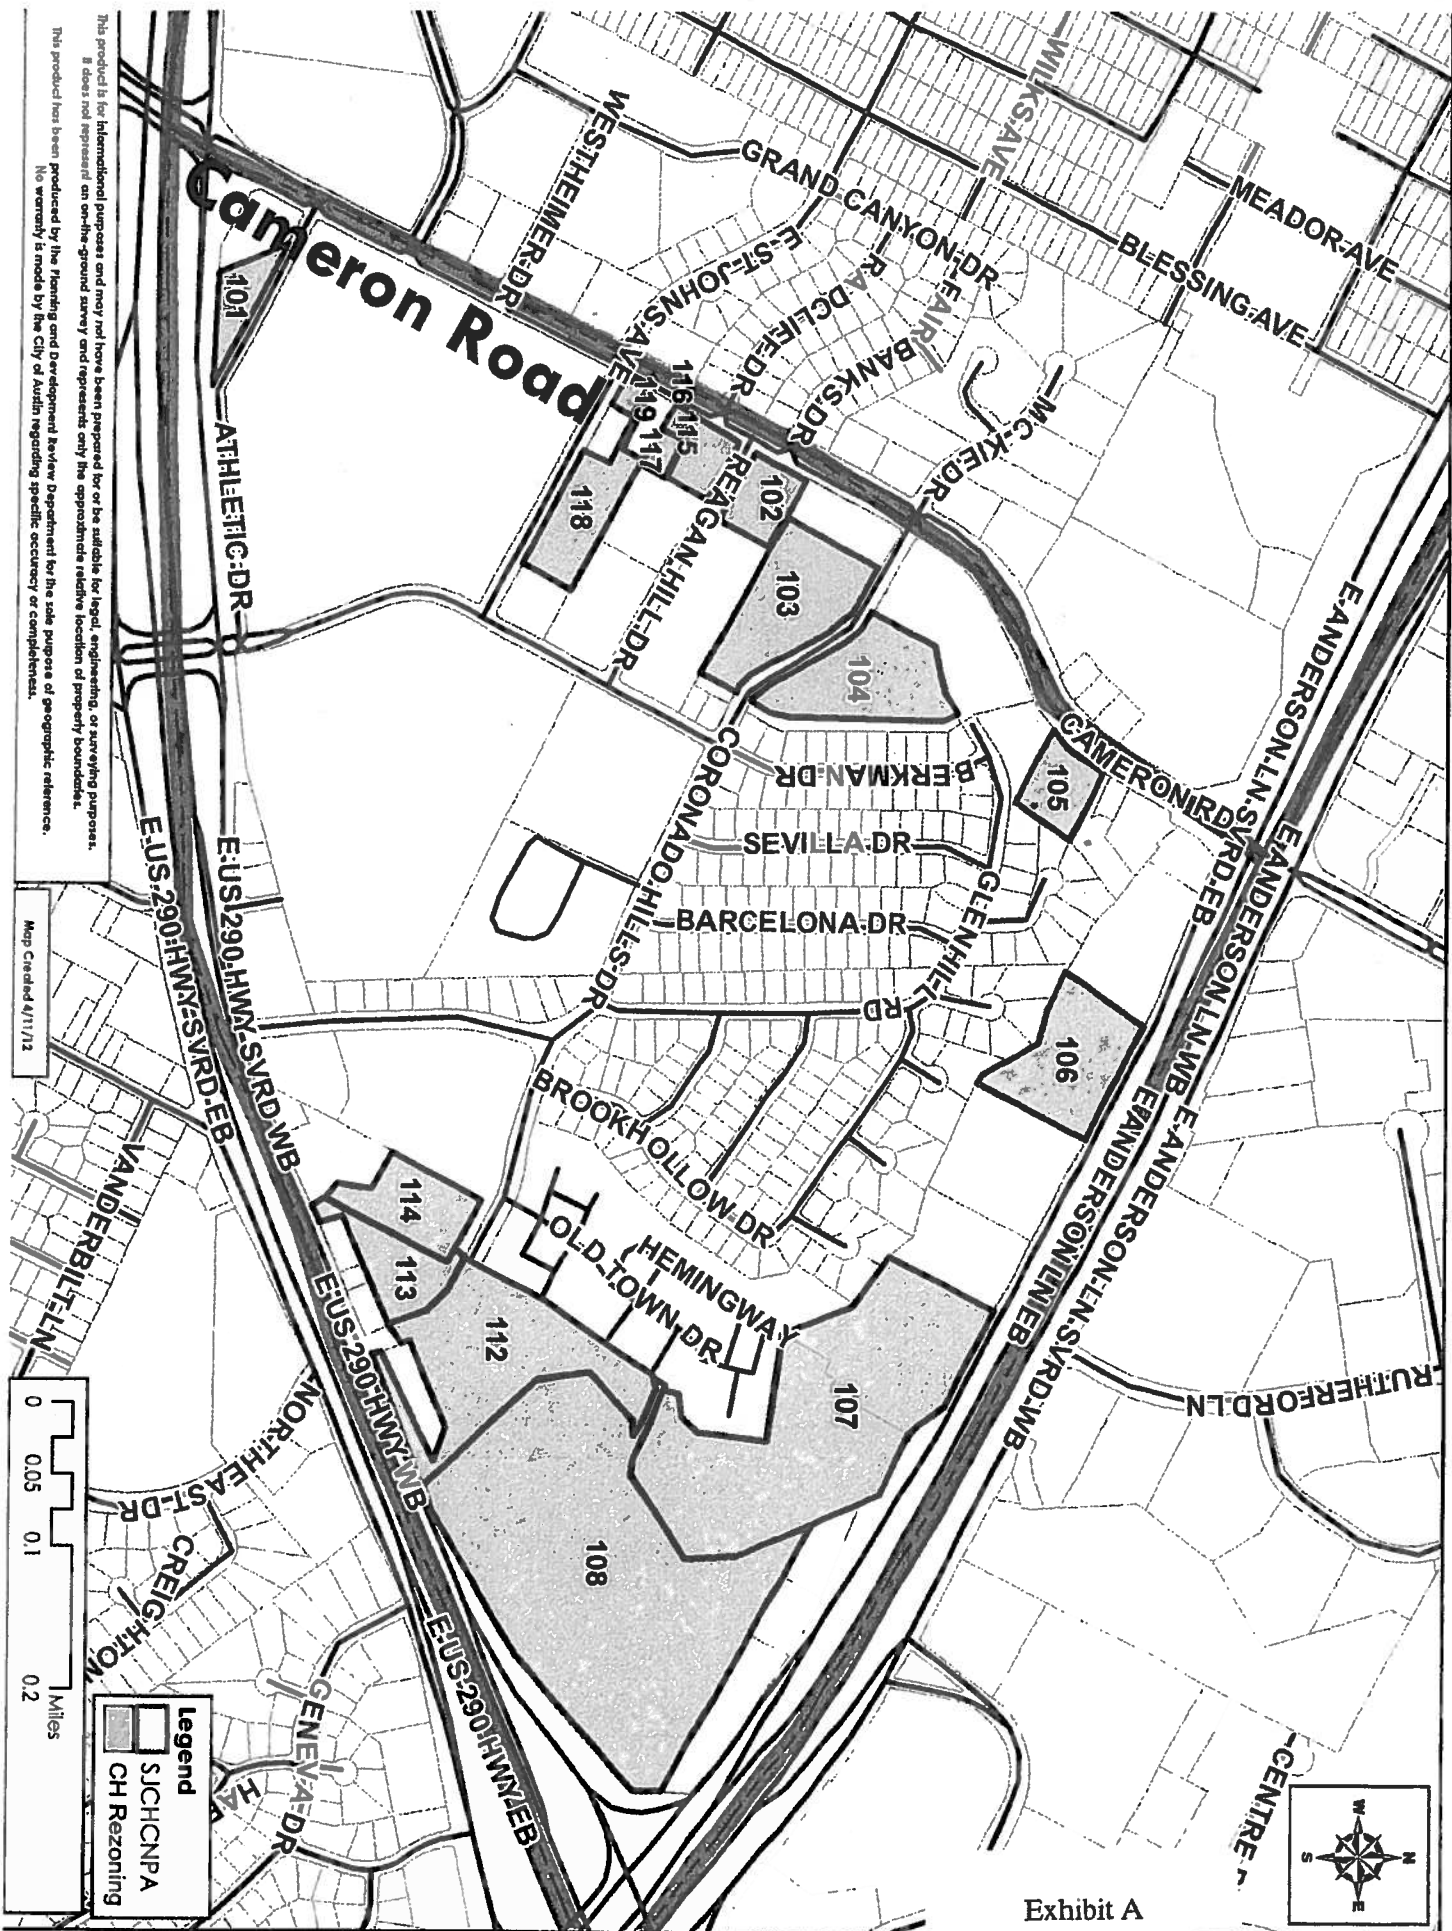 Exhibit A
N
W
E
S
WILKS AVE
MEADOR AVE
BLESSING AVE
GRAND CANYON DR
WESTHEIMER DR
E ST JOHNS AVE
RADCLIFF DR
BLAIR
BANKS DR
MC KIE DR
Cameron Road
CAMERON RD
E ANDERSON LN SVRD EB
E ANDERSON LN WB
E ANDERSON LN SVRD WB
E ANDERSON LN EB
RUTHERFORD LN
CENTRE
ATHLETIC DR
REAGAN HILL DR
BERKMAN DR
SEVILLA DR
BARCELONA DR
GLENHILL RD
CORONADO HILLS DR
BROOKHOLLOW DR
OLD TOWN DR
HEMINGWAY
E US 290 HWY SVRD WB
E US 290 HWY SVRD EB
E US 290 HWY WB
E US 290 HWY EB
VANDERBILT LN
NORTHEAST DR
CREIGHTON
GENEVA DR
101
102
103
104
105
106
107
108
112
113
114
115
116
117
118
119
Legend
SJCHCNPA
CH Rezoning
0 0.05 0.1 0.2
Miles
Map Created 4/11/12
This product is for informational purposes and may not have been prepared for or be suitable for legal, engineering, or surveying purposes.
It does not represent an on-the-ground survey and represents only the approximate relative location of property boundaries.
This product has been produced by the Planning and Development Review Department for the sole purpose of geographic reference.
No warranty is made by the City of Austin regarding specific accuracy or completeness.